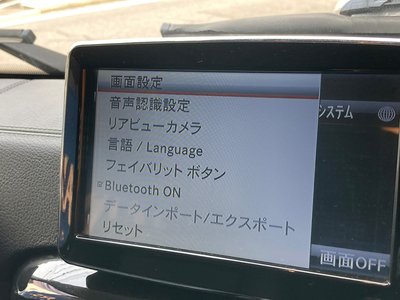 画面設定
音声認識設定
リアビューカメラ
言語 / Language
フェイバリット ボタン
Bluetooth ON
データインポート/エクスポート
リセット
システム
画面OFF